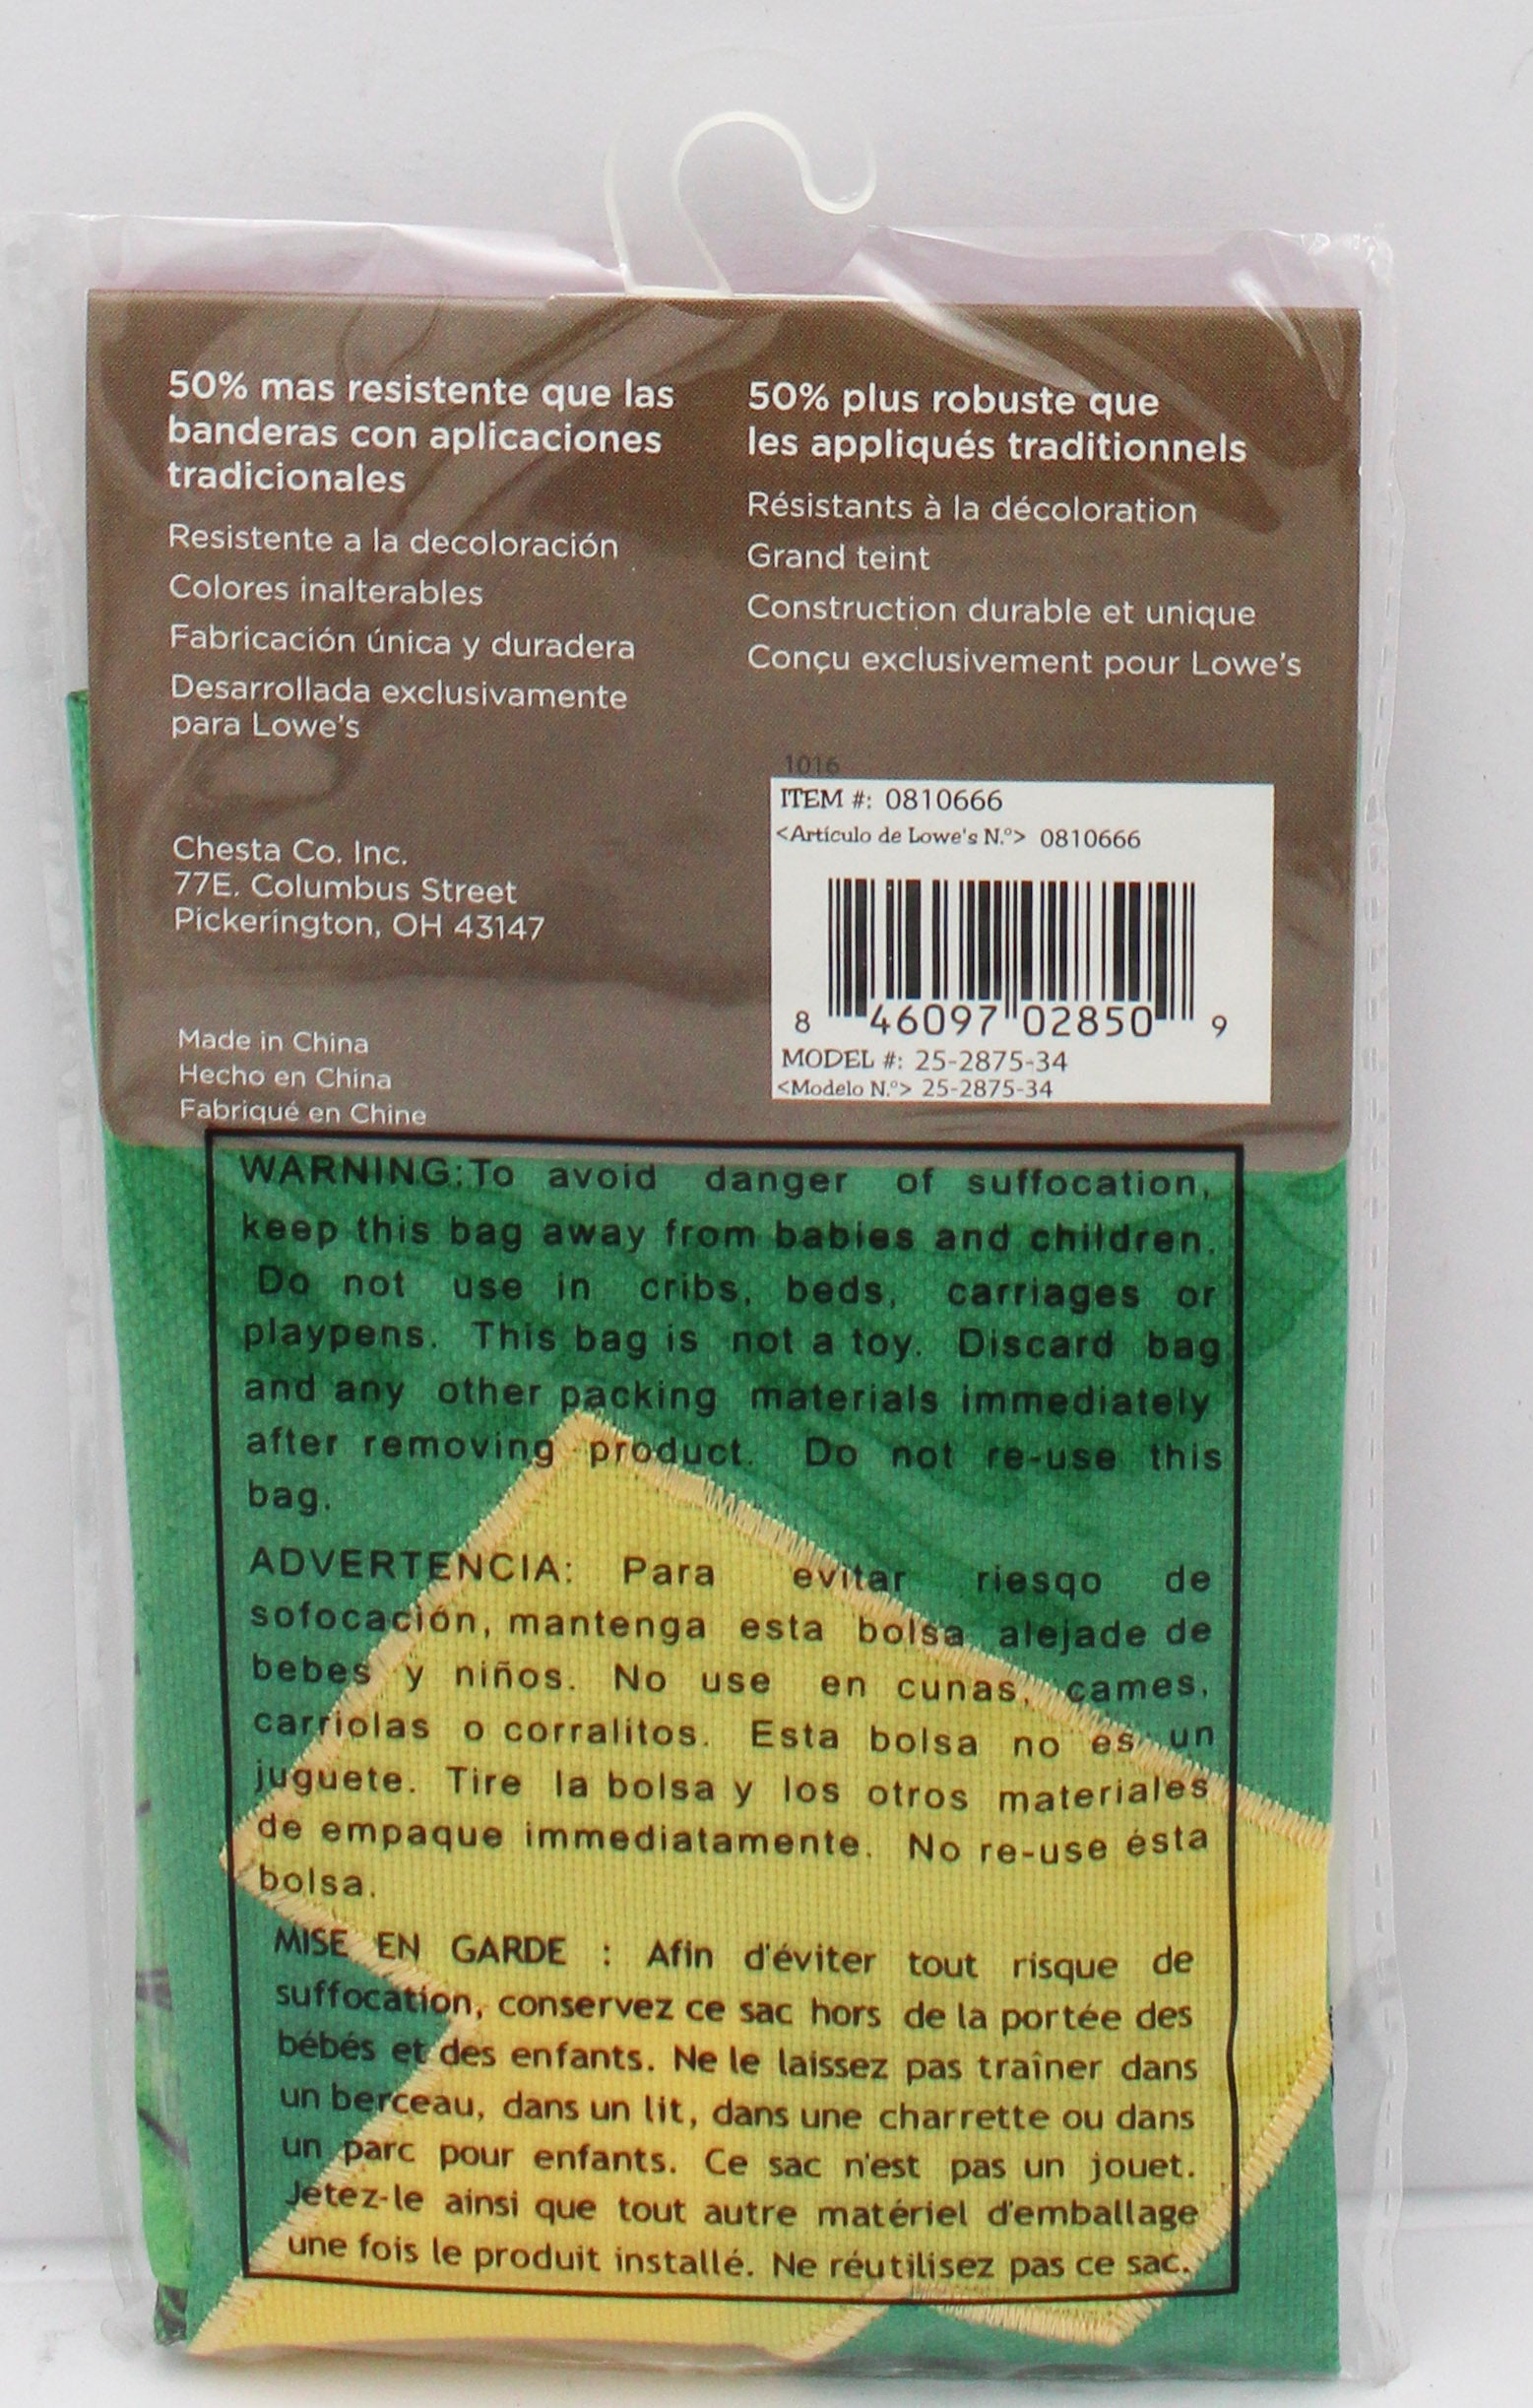 50% mas resistente que las
banderas con aplicaciones
tradicionales
Resistente a la decoloración
Colores inalterables
Fabricación única y duradera
Desarrollada exclusivamente
para Lowe's
50% plus robuste que
les appliqués traditionnels
Résistants à la décoloration
Grand teint
Construction durable et unique
Conçu exclusivement pour Lowe's
Chesta Co. Inc.
77E. Columbus Street
Pickerington, OH 43147
Made in China
Hecho en China
Fabriqué en Chine
1016
ITEM #: 0810666
<Artículo de Lowe's N.º> 0810666
8 46097 02850 9
MODEL #: 25-2875-34
<Modelo N.º> 25-2875-34
WARNING:To avoid danger of suffocation,
keep this bag away from babies and children.
Do not use in cribs, beds, carriages or
playpens. This bag is not a toy. Discard bag
and any other packing materials immediately
after removing product. Do not re-use this
bag.
ADVERTENCIA: Para evitar riesqo de
sofocación, mantenga esta bolsa alejade de
bebes y niños. No use en cunas, cames,
carriolas o corralitos. Esta bolsa no es un
juguete. Tire la bolsa y los otros materiales
de empaque immediatamente. No re-use ésta
bolsa.
MISE EN GARDE : Afin d'éviter tout risque de
suffocation, conservez ce sac hors de la portée des
bébés et des enfants. Ne le laissez pas traîner dans
un berceau, dans un lit, dans une charrette ou dans
un parc pour enfants. Ce sac n'est pas un jouet.
Jetez-le ainsi que tout autre matériel d'emballage
une fois le produit installé. Ne réutilisez pas ce sac.